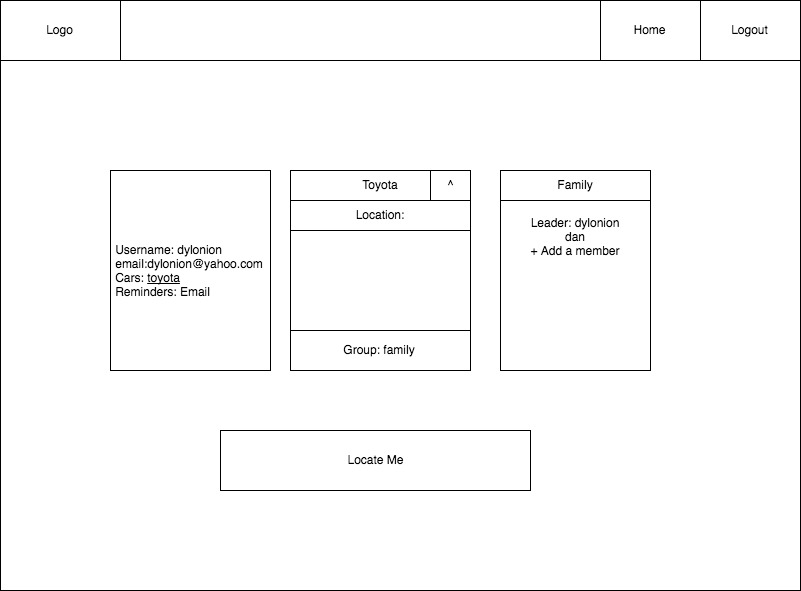 Logo
Home
Logout
Username: dylonion
email:dylonion@yahoo.com
Cars: toyota
Reminders: Email
Toyota
^
Location:
Group: family
Family
Leader: dylonion
dan
+ Add a member
Locate Me